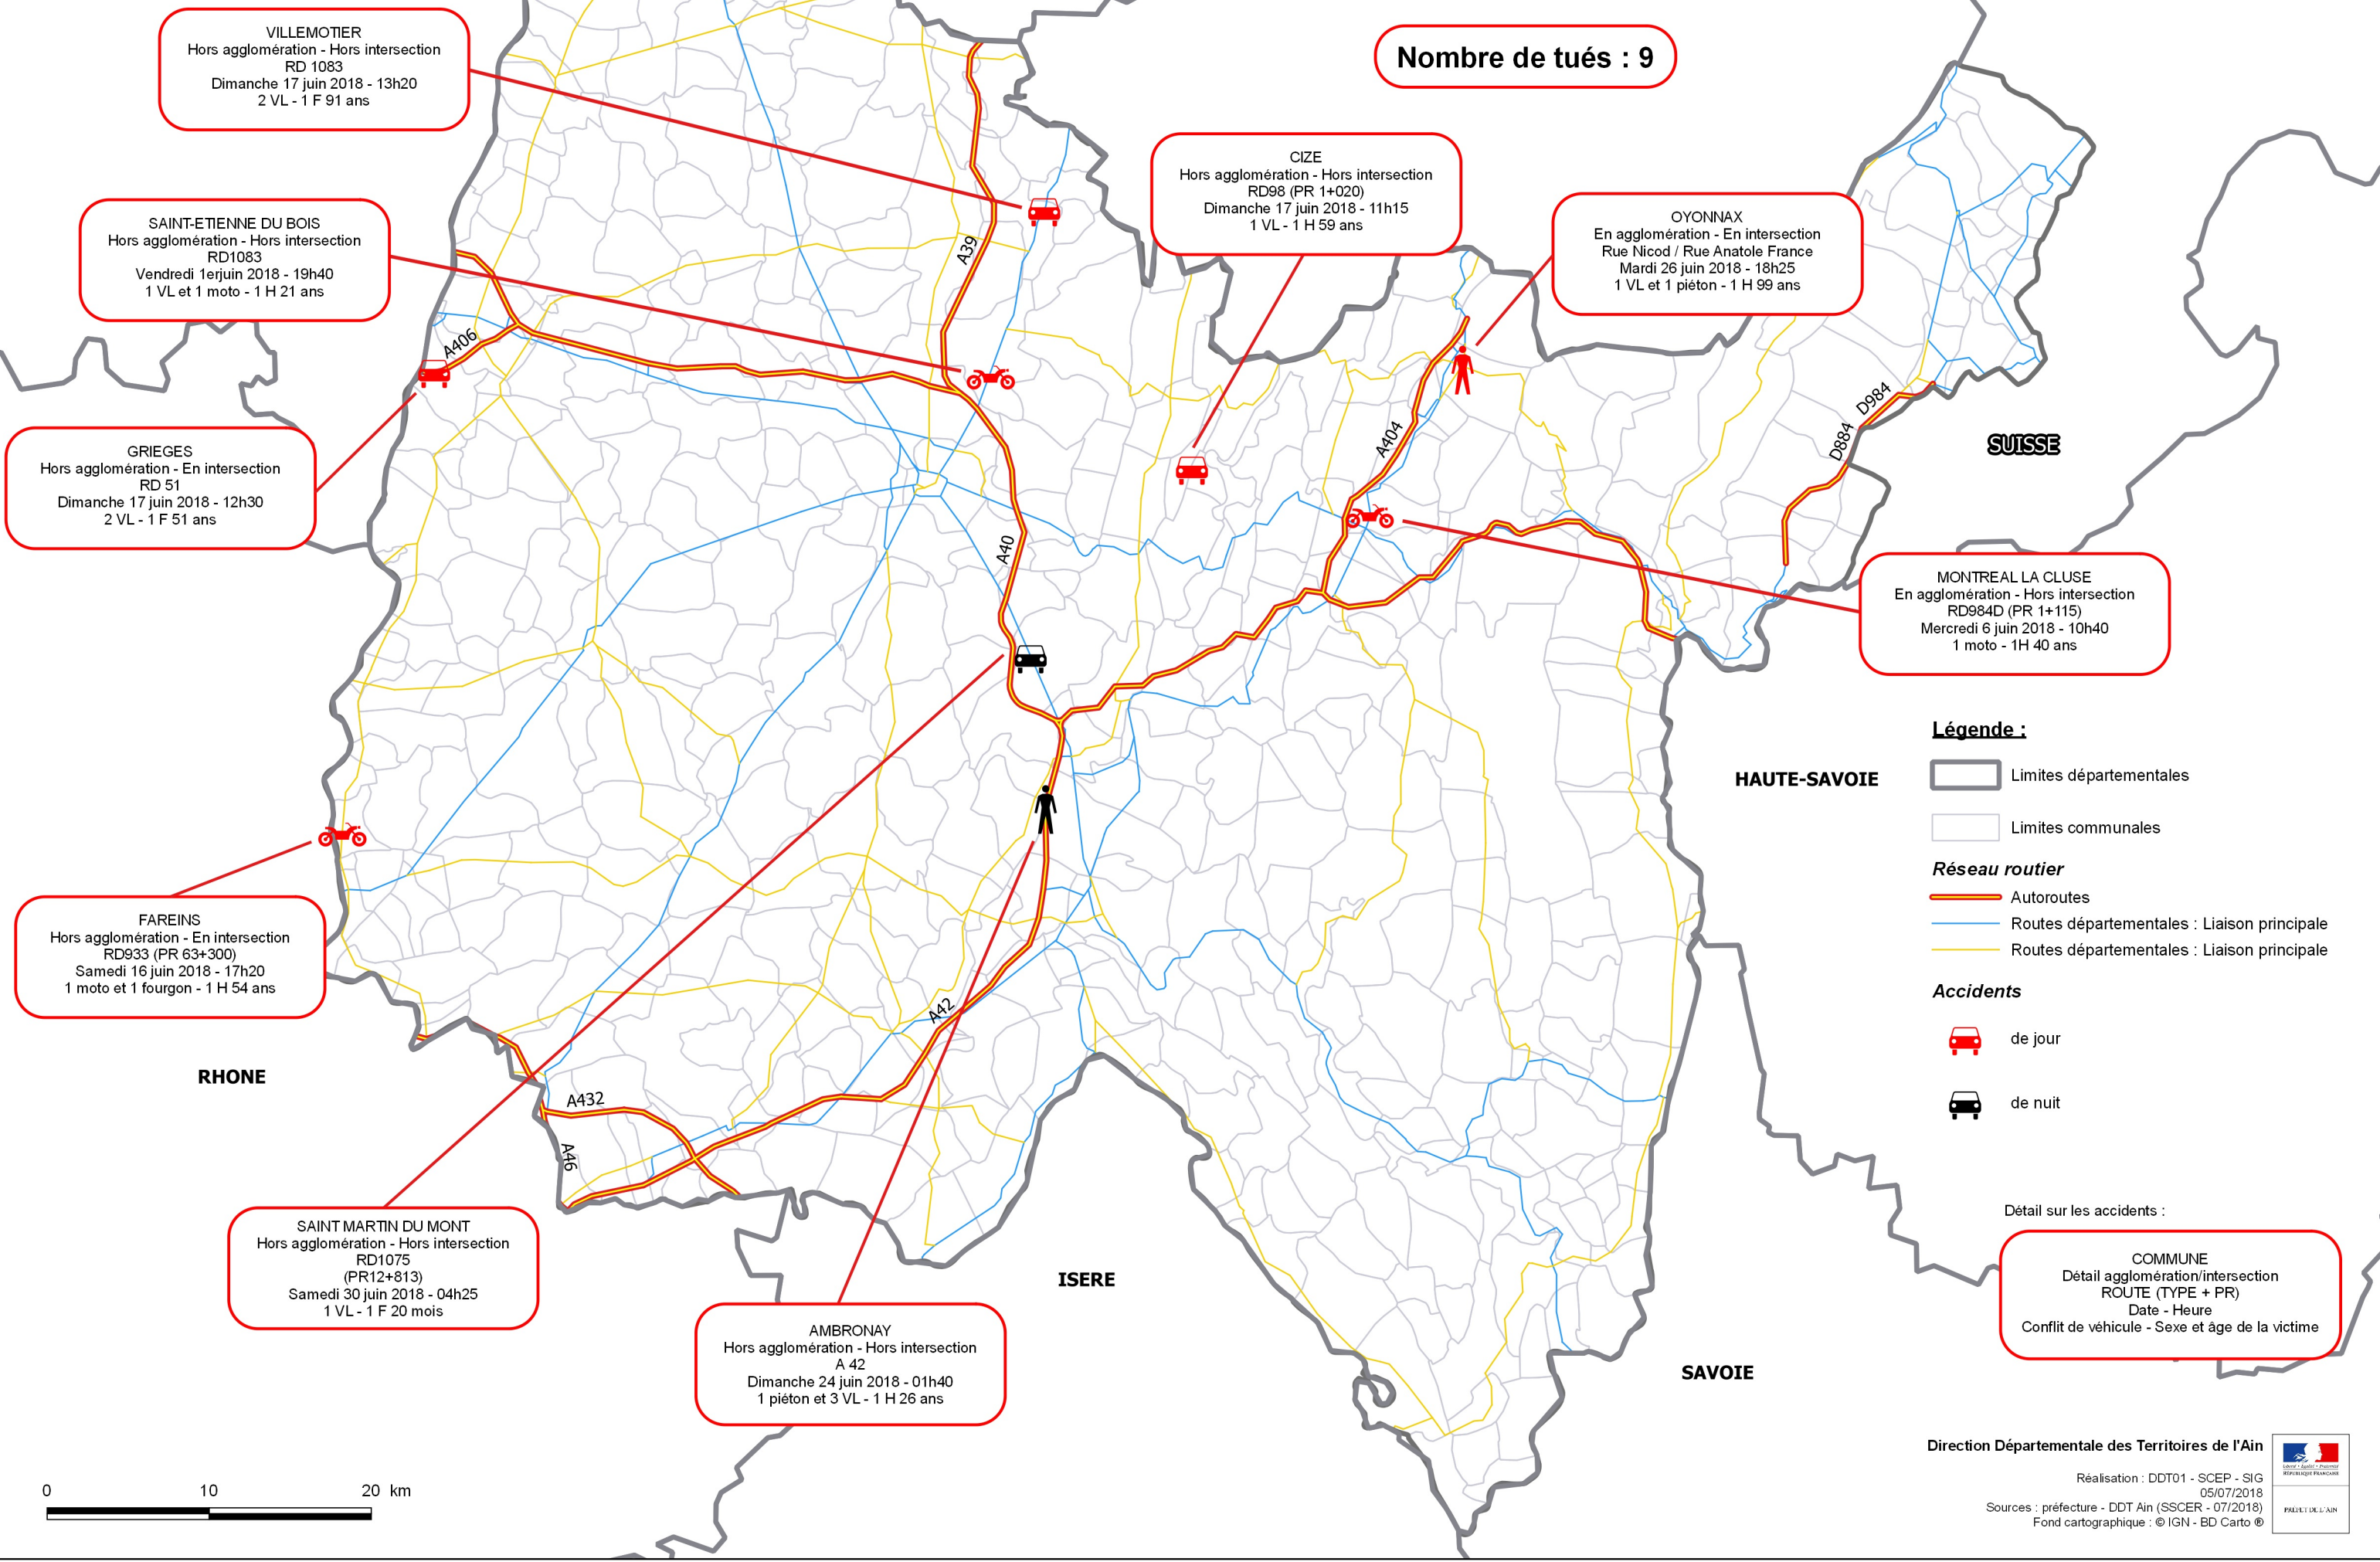 VILLEMOTIER
Hors agglomération - Hors intersection
RD 1083
Dimanche 17 juin 2018 - 13h20
2 VL - 1 F 91 ans
Nombre de tués : 9
CIZE
Hors agglomération - Hors intersection
RD98 (PR 1+020)
Dimanche 17 juin 2018 - 11h15
1 VL - 1 H 59 ans
SAINT-ETIENNE DU BOIS
Hors agglomération - Hors intersection
RD1083
Vendredi 1erjuin 2018 - 19h40
1 VL et 1 moto - 1 H 21 ans
OYONNAX
En agglomération - En intersection
Rue Nicod / Rue Anatole France
Mardi 26 juin 2018 - 18h25
1 VL et 1 piéton - 1 H 99 ans
A39
A406
A404
D984
D884
SUISSE
GRIEGES
Hors agglomération - En intersection
RD 51
Dimanche 17 juin 2018 - 12h30
2 VL - 1 F 51 ans
A40
MONTREAL LA CLUSE
En agglomération - Hors intersection
RD984D (PR 1+115)
Mercredi 6 juin 2018 - 10h40
1 moto - 1H 40 ans
HAUTE-SAVOIE
Légende :
Limites départementales
Limites communales
Réseau routier
Autoroutes
Routes départementales : Liaison principale
Routes départementales : Liaison principale
Accidents
de jour
de nuit
FAREINS
Hors agglomération - En intersection
RD933 (PR 63+300)
Samedi 16 juin 2018 - 17h20
1 moto et 1 fourgon - 1 H 54 ans
A42
RHONE
A432
A46
SAINT MARTIN DU MONT
Hors agglomération - Hors intersection
RD1075
(PR12+813)
Samedi 30 juin 2018 - 04h25
1 VL - 1 F 20 mois
ISERE
AMBRONAY
Hors agglomération - Hors intersection
A 42
Dimanche 24 juin 2018 - 01h40
1 piéton et 3 VL - 1 H 26 ans
SAVOIE
Détail sur les accidents :
COMMUNE
Détail agglomération/intersection
ROUTE (TYPE + PR)
Date - Heure
Conflit de véhicule - Sexe et âge de la victime
0 10 20 km
Direction Départementale des Territoires de l'Ain
Réalisation : DDT01 - SCEP - SIG
05/07/2018
Sources : préfecture - DDT Ain (SSCER - 07/2018)
Fond cartographique : © IGN - BD Carto ®
Liberté • Égalité • Fraternité
RÉPUBLIQUE FRANÇAISE
PRÉFET DE L'AIN